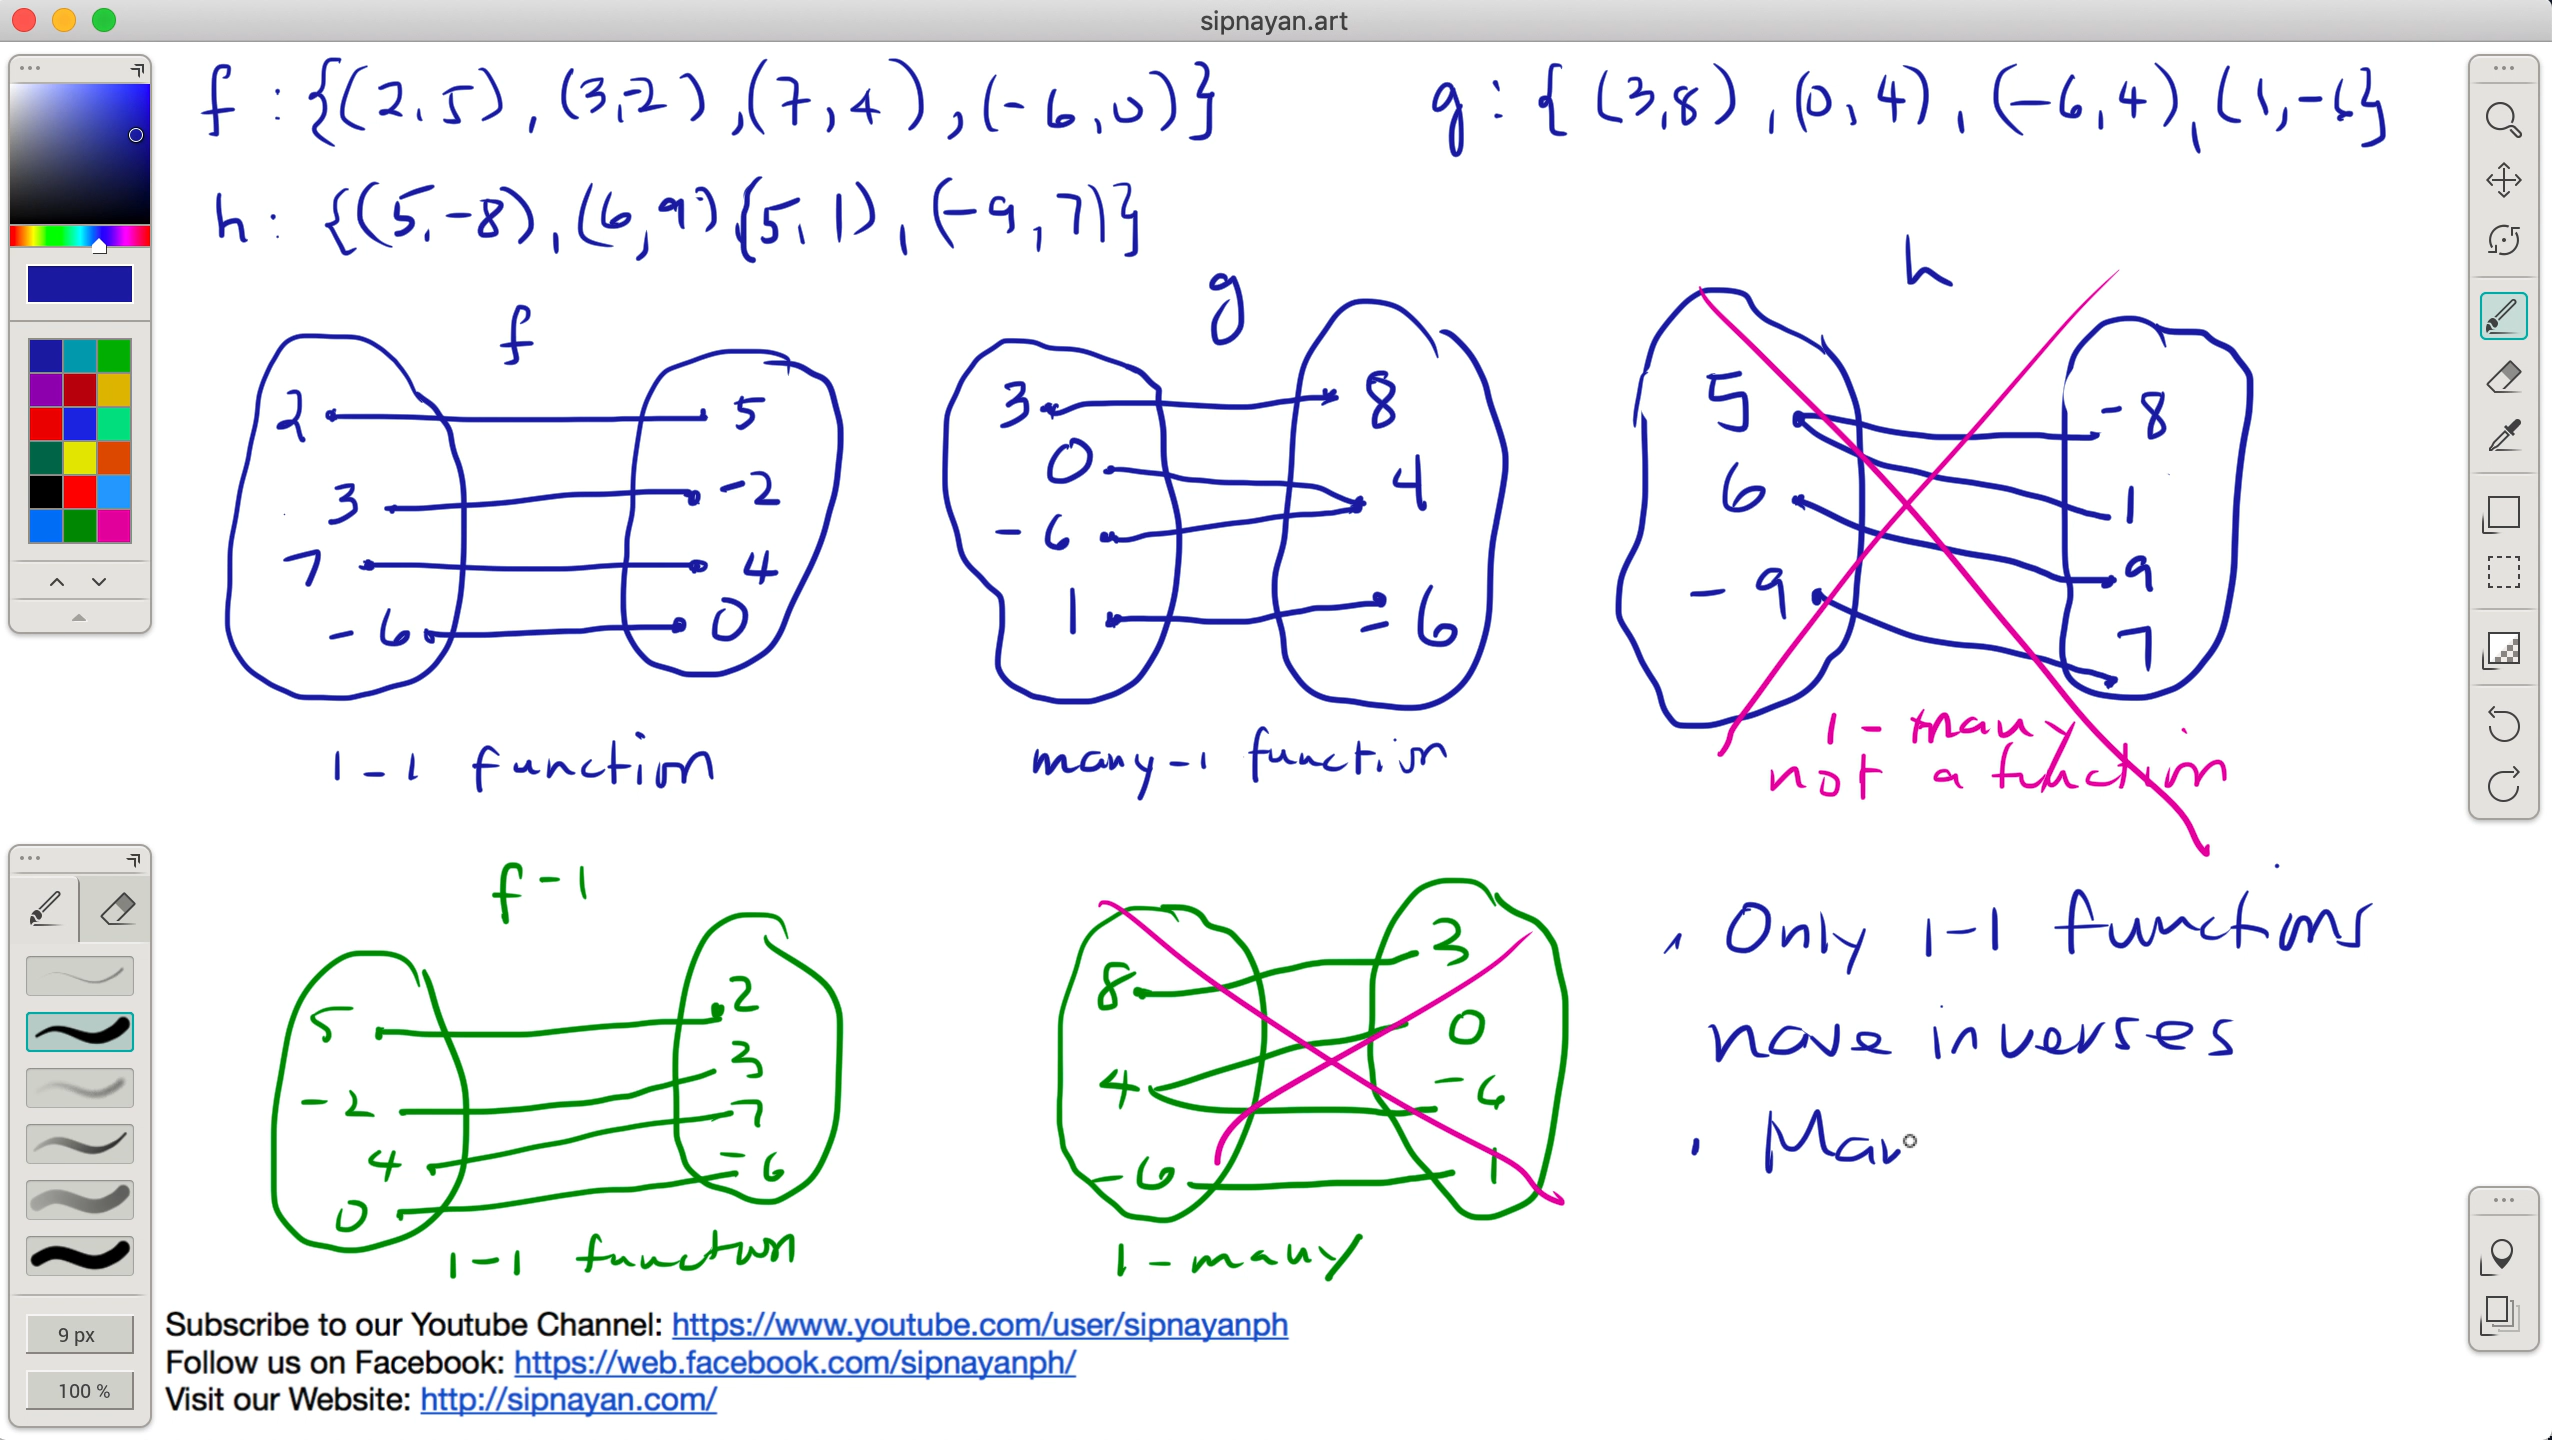 sipnayan.art
f : {(2,5), (3,-2), (7,4), (-6,0)}
g : {(3,8), (0,4), (-6,4), (1,-6}
h : {(5,-8), (6,9), (5,1), (-9,7)}
f
2
3
7
-6
5
-2
4
0
1-1 function
g
3
0
-6
1
8
4
-6
many-1 function
h
5
6
-9
-8
1
9
7
1-many
not a function
f-1
5
-2
4
0
2
3
7
-6
1-1 function
8
4
-6
3
0
-6
1
1-many
. Only 1-1 functions
have inverses
. Man
Subscribe to our Youtube Channel: https://www.youtube.com/user/sipnayanph
Follow us on Facebook: https://web.facebook.com/sipnayanph/
Visit our Website: http://sipnayan.com/
9 px
100 %